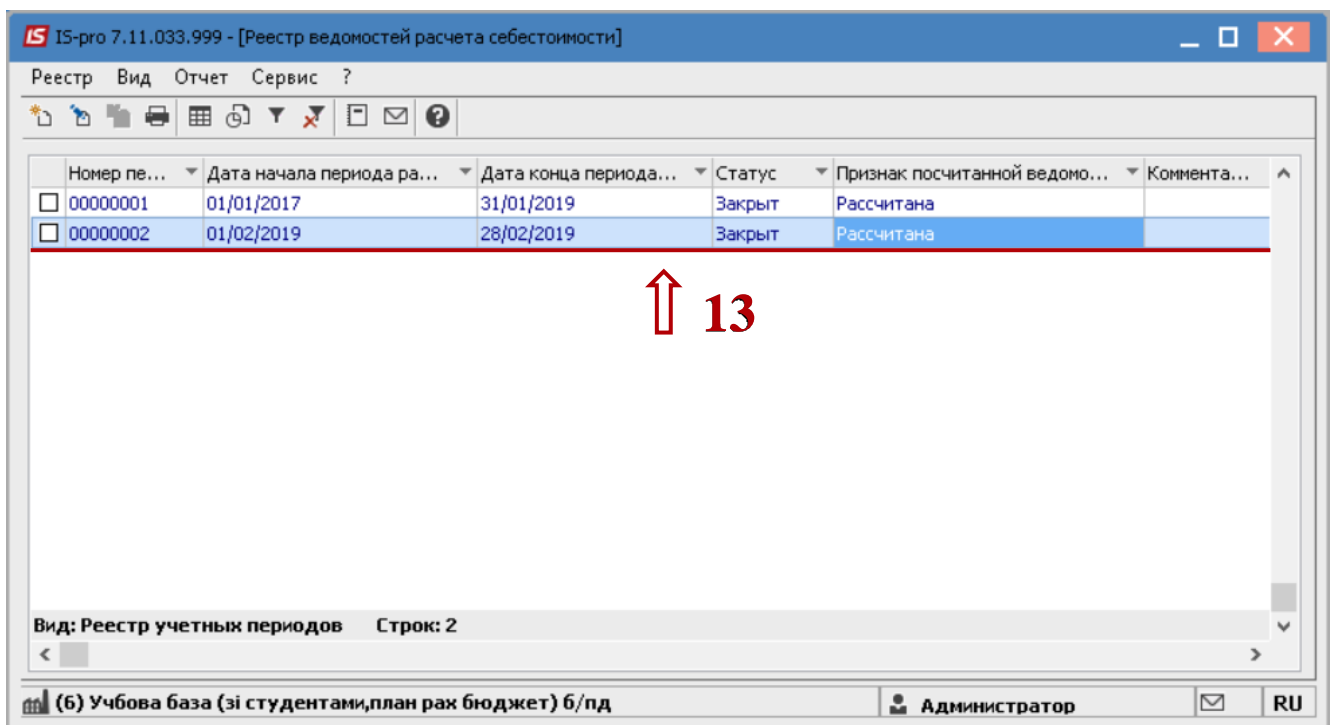 IS IS-pro 7.11.033.999 - [Реестр ведомостей расчета себестоимости]
Реестр Вид Отчет Сервис ?
Номер пе... Дата начала периода ра... Дата конца периода... Статус Признак посчитанной ведомо... Коммента...
00000001 01/01/2017 31/01/2019 Закрыт Рассчитана
00000002 01/02/2019 28/02/2019 Закрыт Рассчитана
13
Вид: Реестр учетных периодов Строк: 2
(6) Учбова база (зі студентами,план рах бюджет) б/пд Администратор RU